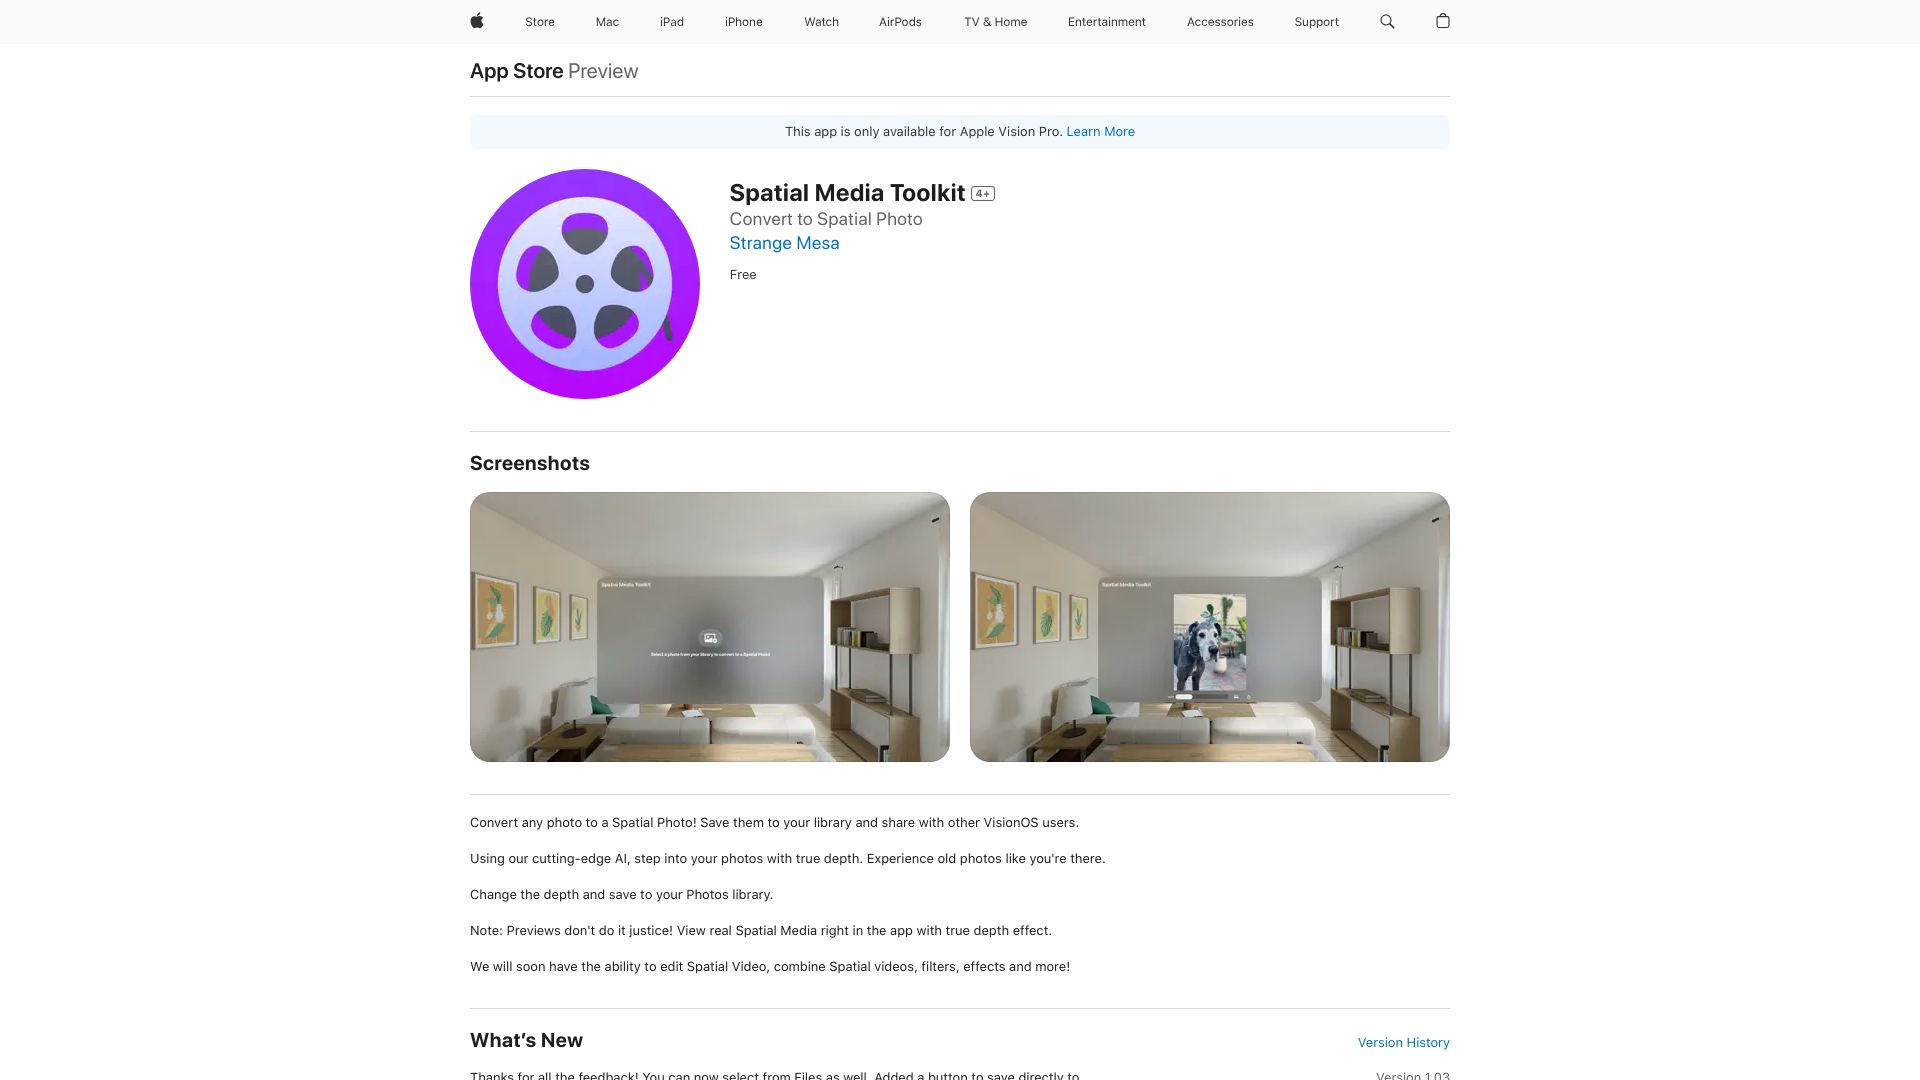 Store Mac iPad iPhone Watch AirPods TV & Home Entertainment Accessories Support
App Store Preview
This app is only available for Apple Vision Pro. Learn More
Spatial Media Toolkit 4+
Convert to Spatial Photo
Strange Mesa
Free
Screenshots
Spatial Media Toolkit
Select a photo from your library to convert to a Spatial Photo
Spatial Media Toolkit
Convert any photo to a Spatial Photo! Save them to your library and share with other VisionOS users.
Using our cutting-edge AI, step into your photos with true depth. Experience old photos like you're there.
Change the depth and save to your Photos library.
Note: Previews don't do it justice! View real Spatial Media right in the app with true depth effect.
We will soon have the ability to edit Spatial Video, combine Spatial videos, filters, effects and more!
What's New
Version History
Thanks for all the feedback! You can now select from Files as well. Added a button to save directly to
Version 1.03